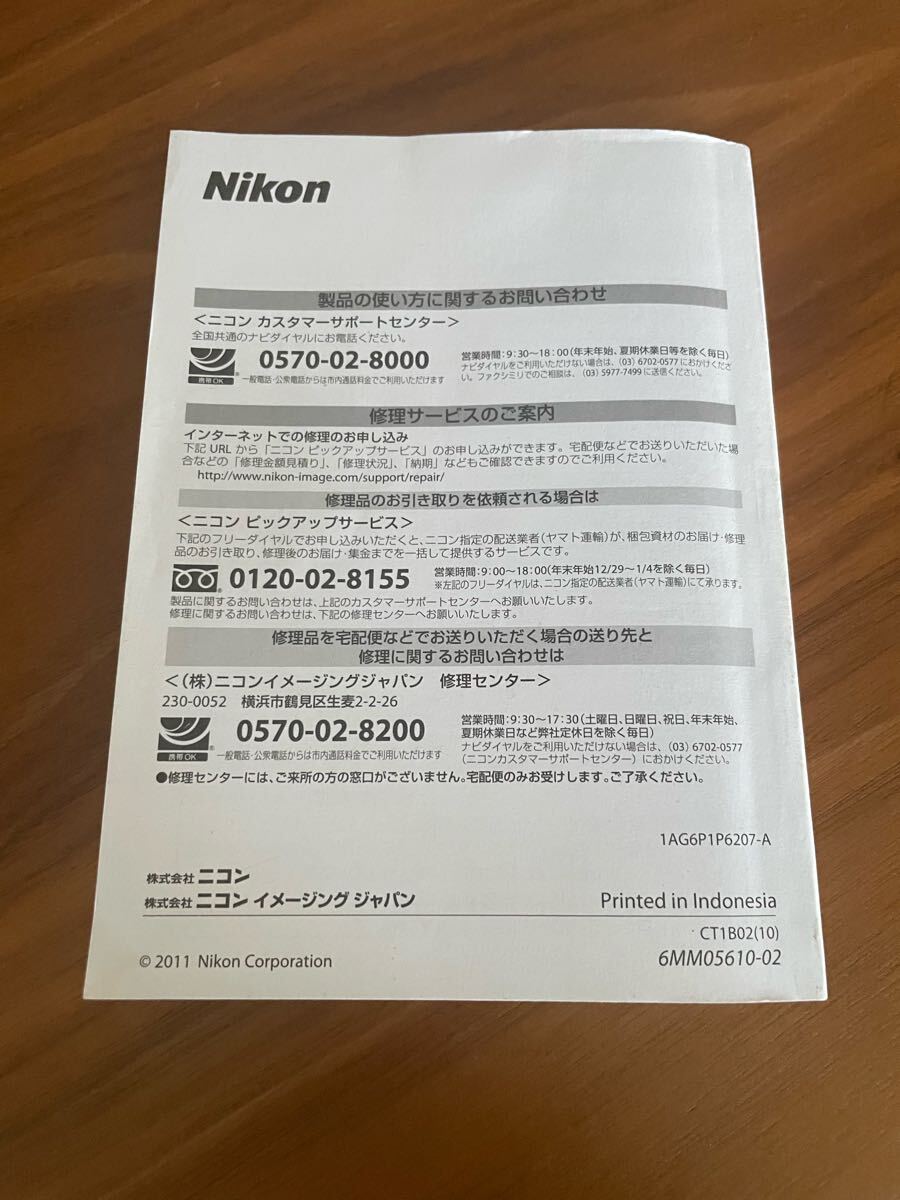 Nikon
製品の使い方に関するお問い合わせ
＜ニコン カスタマーサポートセンター＞
全国共通のナビダイヤルにお電話ください。
携帯OK
0570-02-8000
一般電話・公衆電話からは市内通話料金でご利用いただけます
営業時間：9：30～18：00（年末年始、夏期休業日等を除く毎日）
ナビダイヤルをご利用いただけない場合は、（03）6702-0577 におかけくださ
い。ファクシミリでのご相談は、（03）5977-7499 に送信ください。
修理サービスのご案内
インターネットでの修理のお申し込み
下記 URL から「ニコン ピックアップサービス」のお申し込みができます。宅配便などでお送りいただいた場
合などの「修理金額見積り」、「修理状況」、「納期」などもご確認できますのでご利用ください。
http://www.nikon-image.com/support/repair/
修理品のお引き取りを依頼される場合は
＜ニコン ピックアップサービス＞
下記のフリーダイヤルでお申し込みいただくと、ニコン指定の配送業者（ヤマト運輸）が、梱包資材のお届け・修理
品のお引き取り、修理後のお届け・集金までを一括して提供するサービスです。
0120-02-8155
営業時間：9：00～18：00（年末年始12/29～1/4を除く毎日）
※左記のフリーダイヤルは、ニコン指定の配送業者（ヤマト運輸）にて承ります。
製品に関するお問い合わせは、上記のカスタマーサポートセンターへお願いいたします。
修理に関するお問い合わせは、下記の修理センターへお願いいたします。
修理品を宅配便などでお送りいただく場合の送り先と
修理に関するお問い合わせは
＜（株）ニコンイメージングジャパン　修理センター＞
230-0052　横浜市鶴見区生麦2-2-26
携帯OK
0570-02-8200
一般電話・公衆電話からは市内通話料金でご利用いただけます
営業時間：9：30～17：30（土曜日、日曜日、祝日、年末年始、
夏期休業日など弊社定休日を除く毎日）
ナビダイヤルをご利用いただけない場合は、（03）6702-0577
（ニコンカスタマーサポートセンター）におかけください。
●修理センターには、ご来所の方の窓口がございません。宅配便のみお受けします。ご了承ください。
1AG6P1P6207-A
株式会社 ニコン
株式会社 ニコン イメージング ジャパン
Printed in Indonesia
CT1B02(10)
© 2011 Nikon Corporation
6MM05610-02